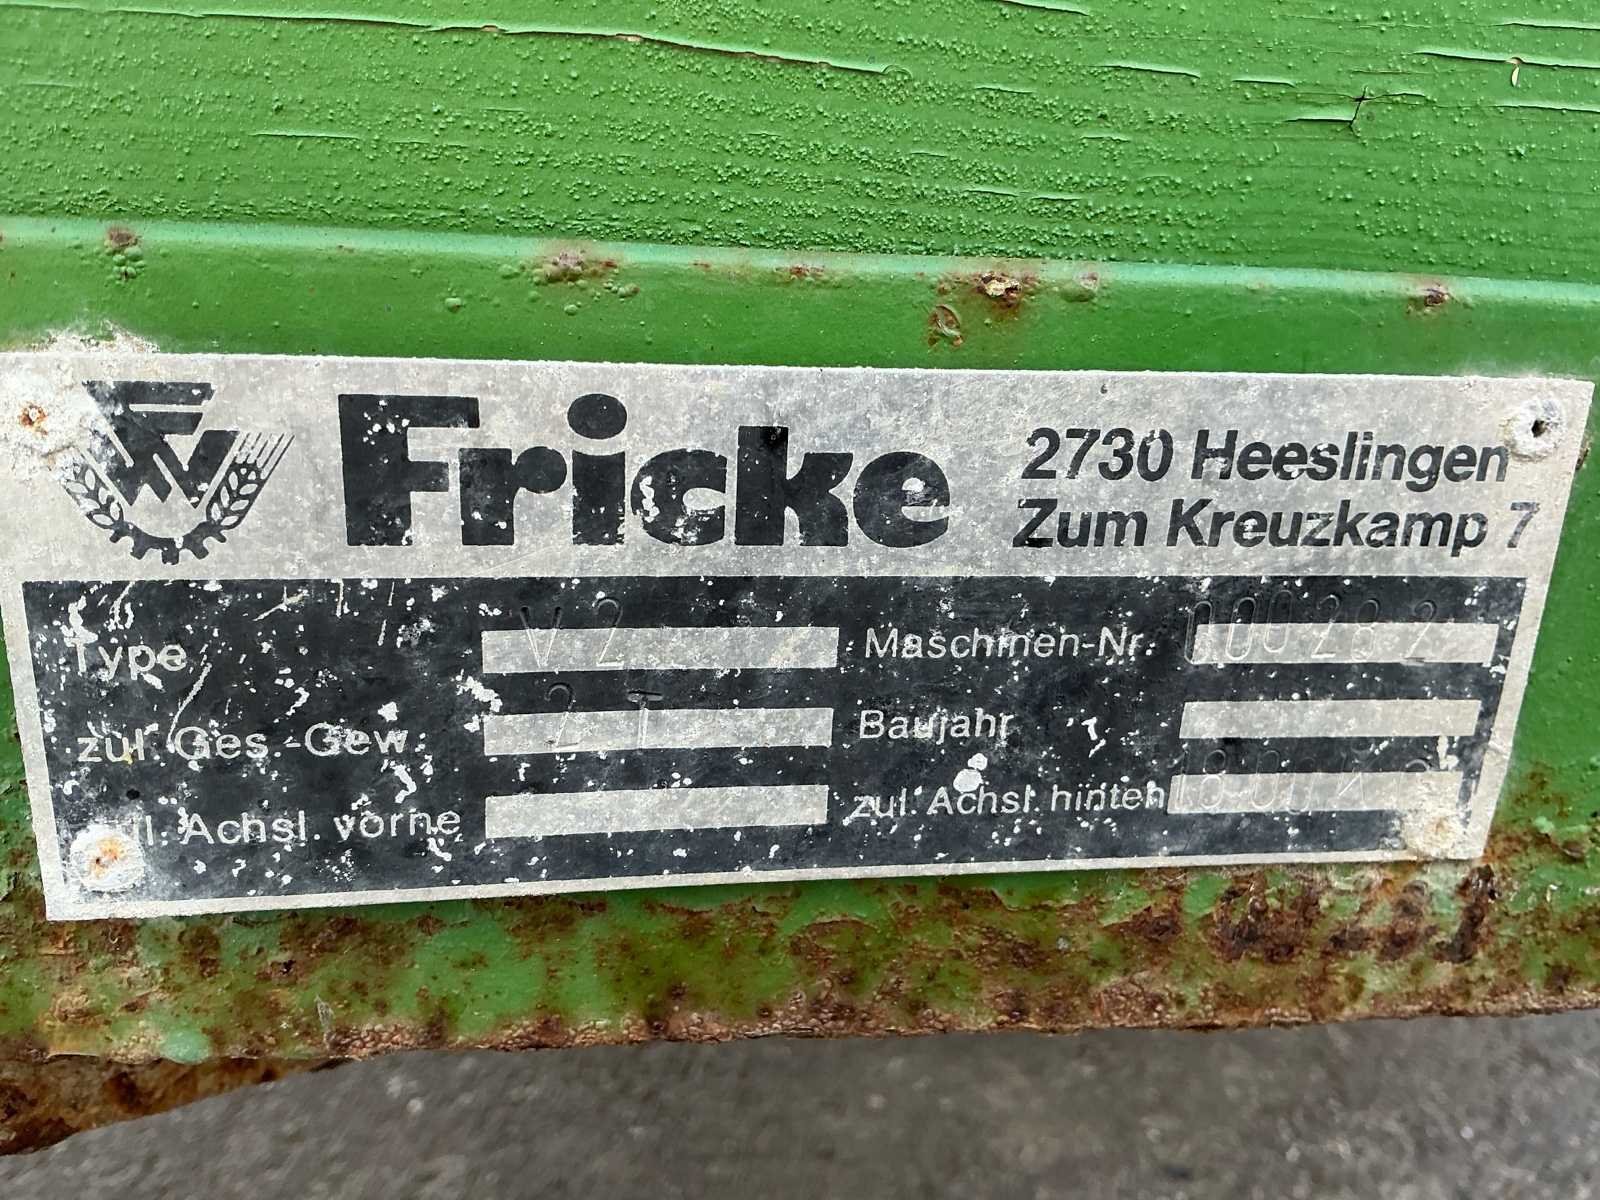 Fricke
2730 Heeslingen
Zum Kreuzkamp 7
Type V 2 Maschinen-Nr. 000282
zul. Ges.-Gew. 2 T Baujahr
zul. Achsl. vorne zul. Achsl. hinten